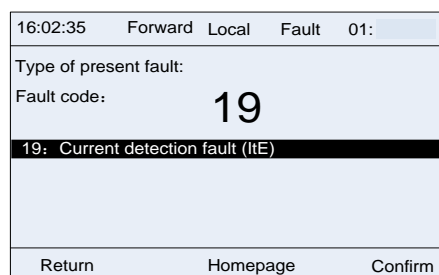 16:02:35 Forward Local Fault 01:
Type of present fault:
Fault code：
19
19：Current detection fault (ItE)
Return Homepage Confirm